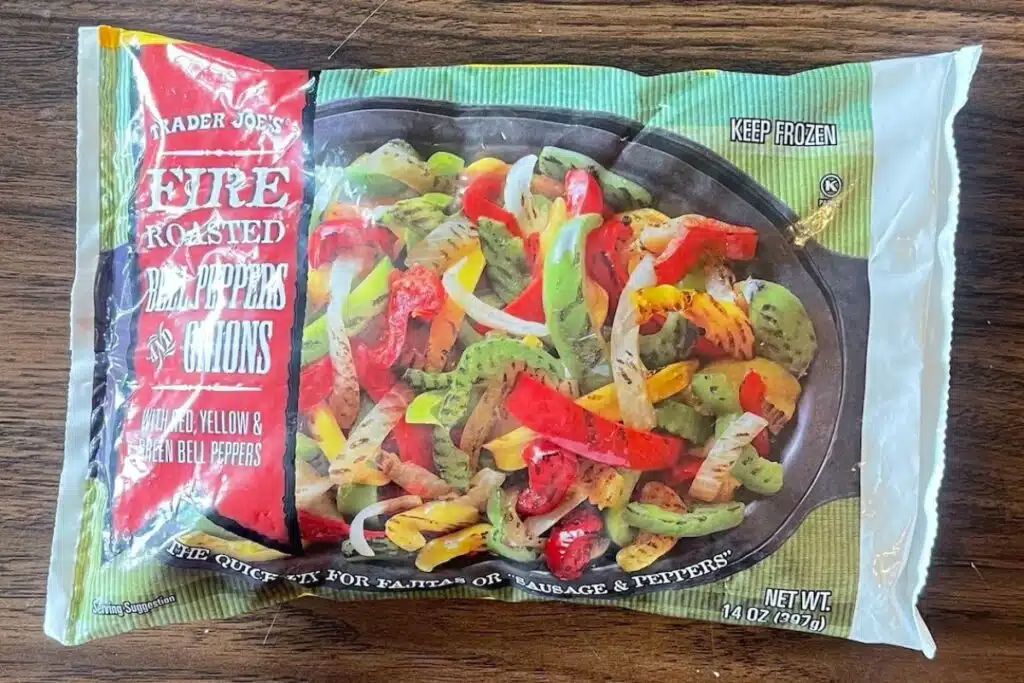 TRADER JOE'S
FIRE
ROASTED
BELL PEPPERS
AND ONIONS
WITH RED, YELLOW &
GREEN BELL PEPPERS
KEEP FROZEN
K
THE QUICK FIX FOR FAJITAS OR "SAUSAGE & PEPPERS"
Serving Suggestion
NET WT.
14 OZ (397g)